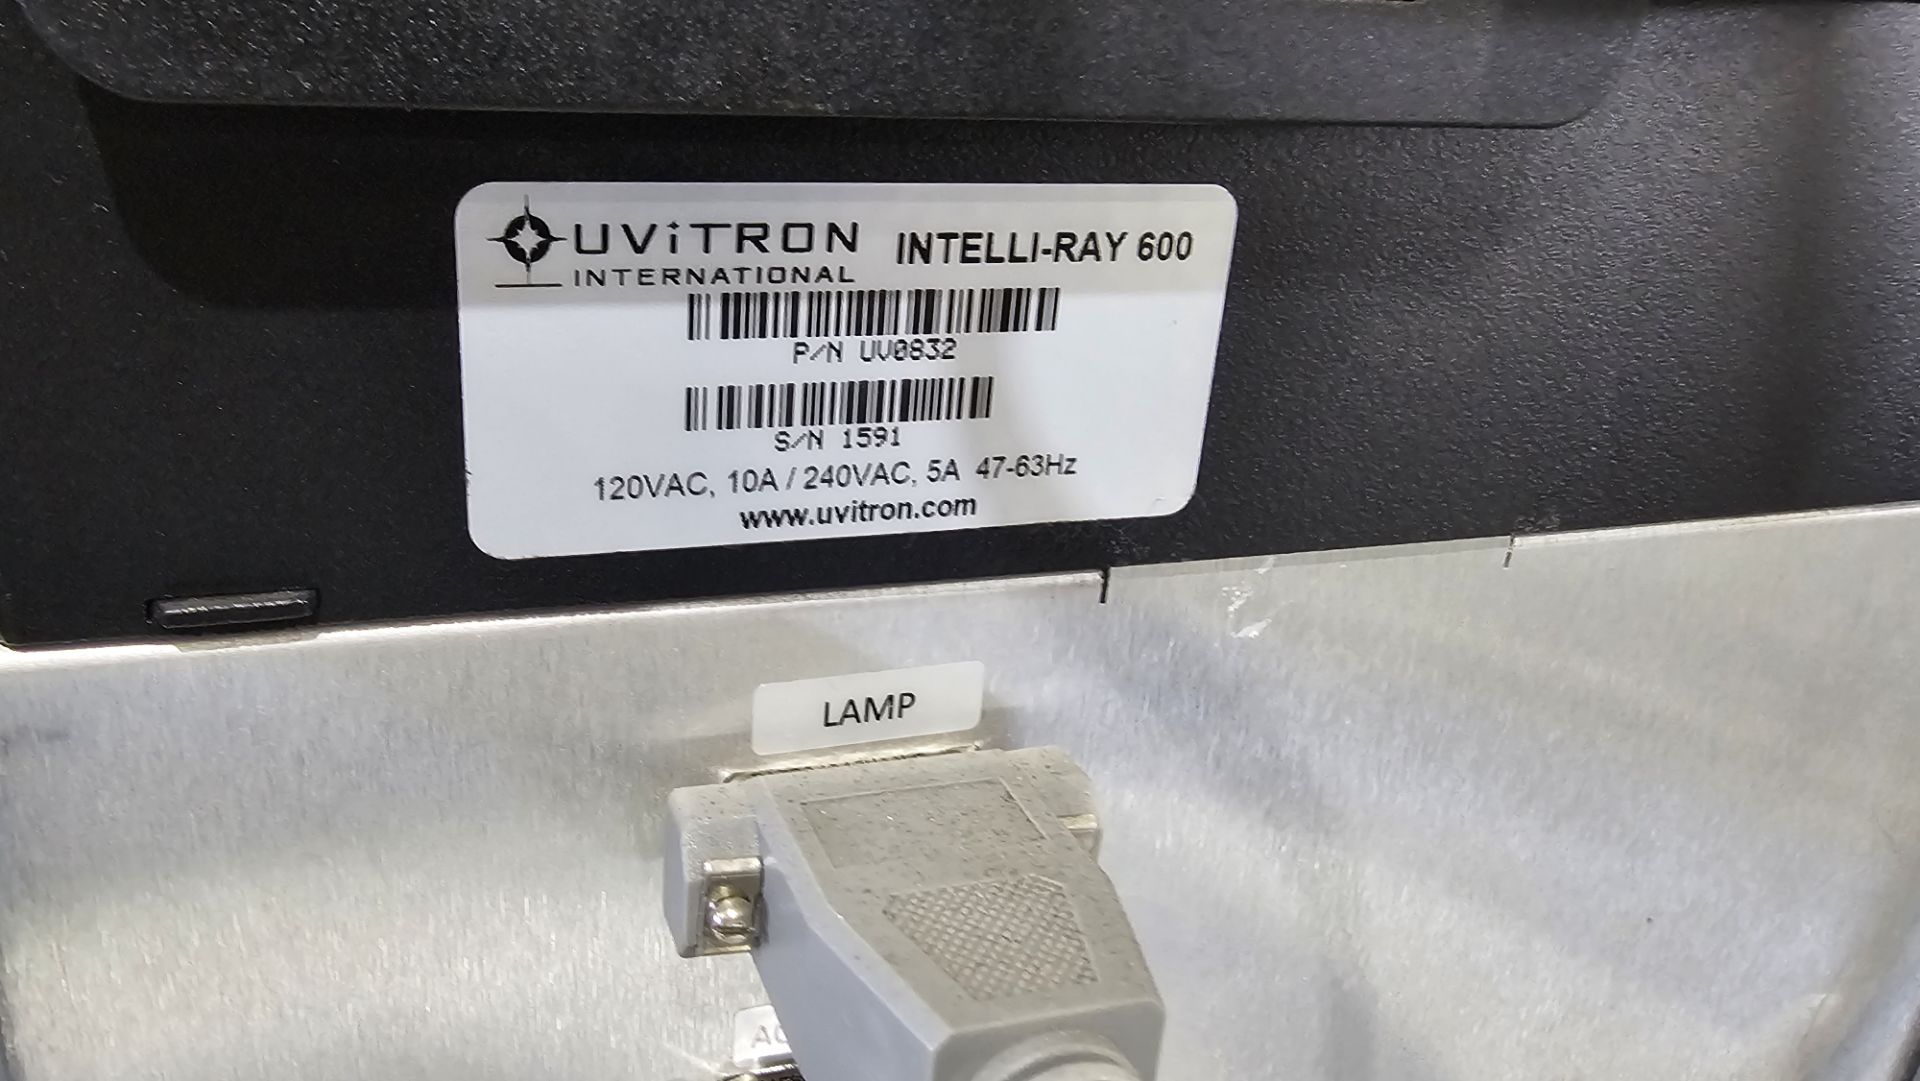 UViTRON INTELLI-RAY 600
INTERNATIONAL
P/N UV0832
S/N 1591
120VAC, 10A / 240VAC, 5A 47-63Hz
www.uvitron.com
LAMP